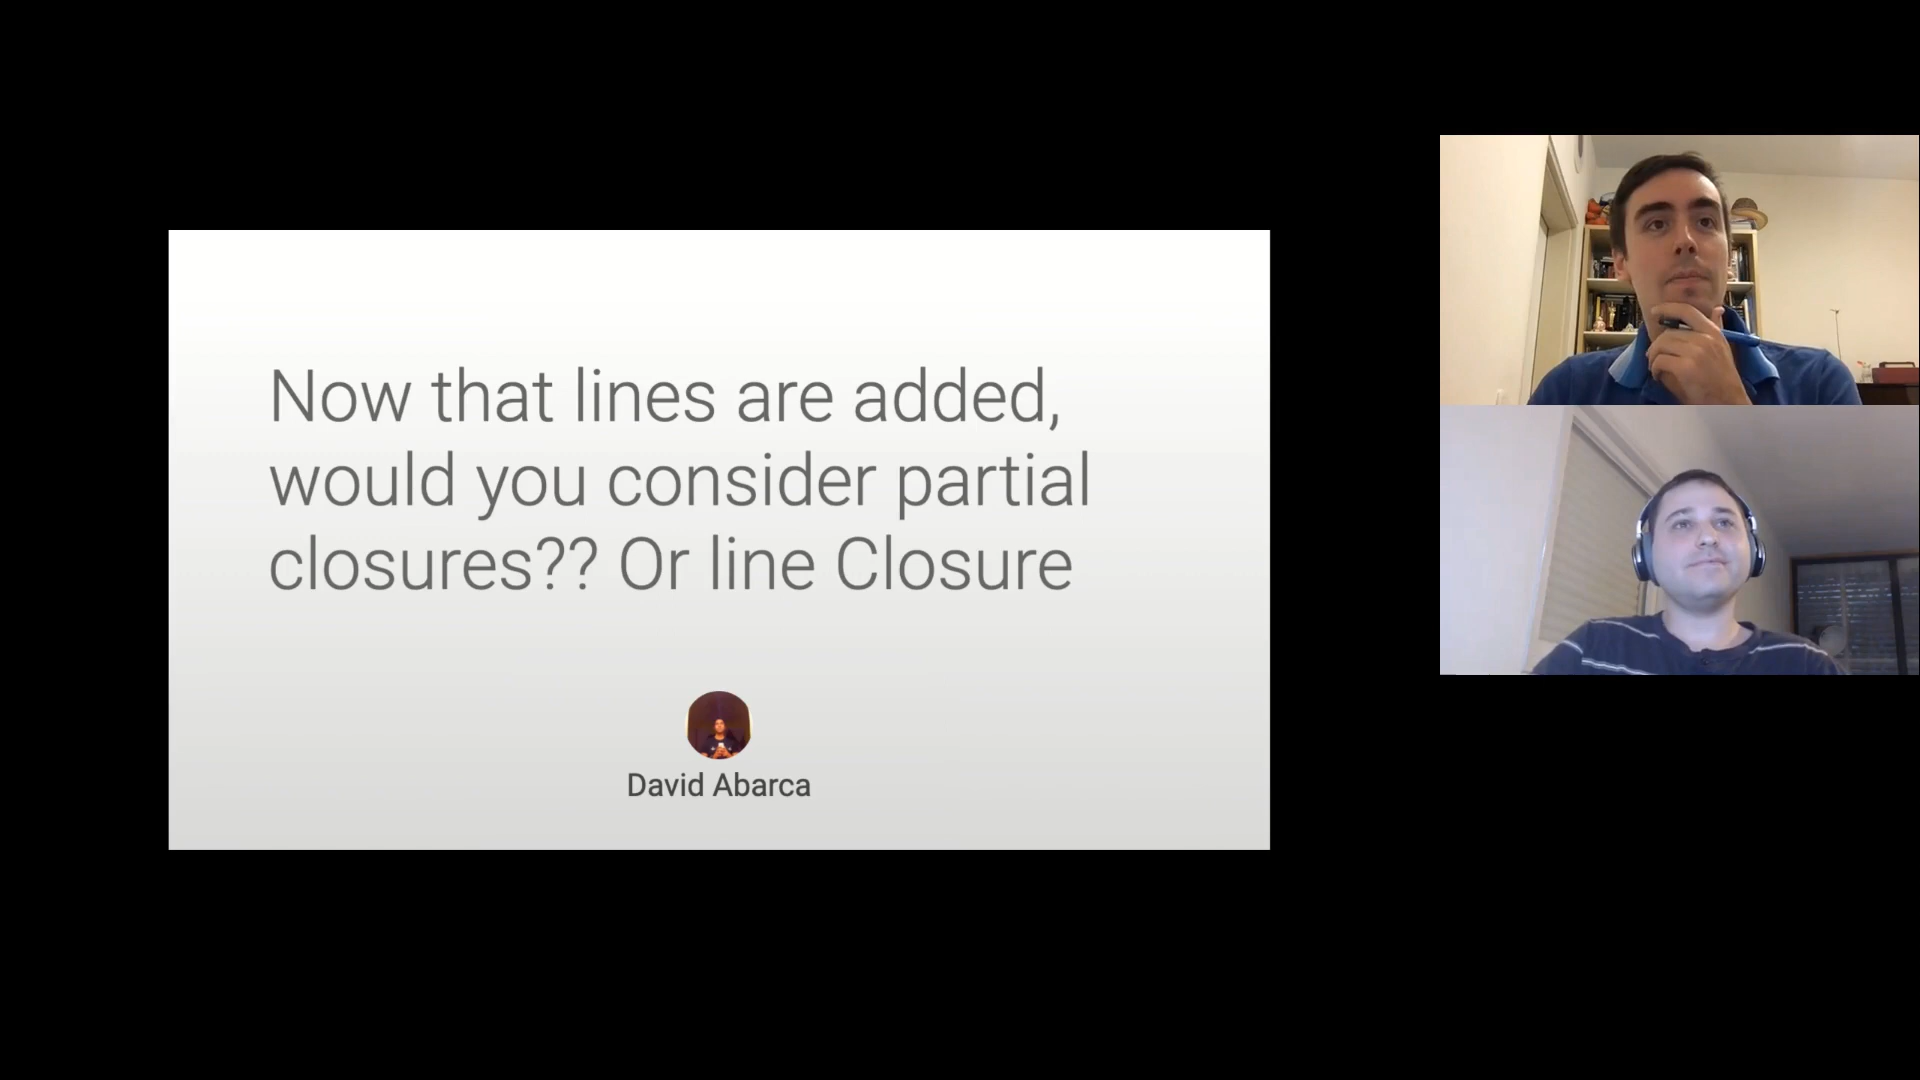 Now that lines are added,
would you consider partial
closures?? Or line Closure
David Abarca